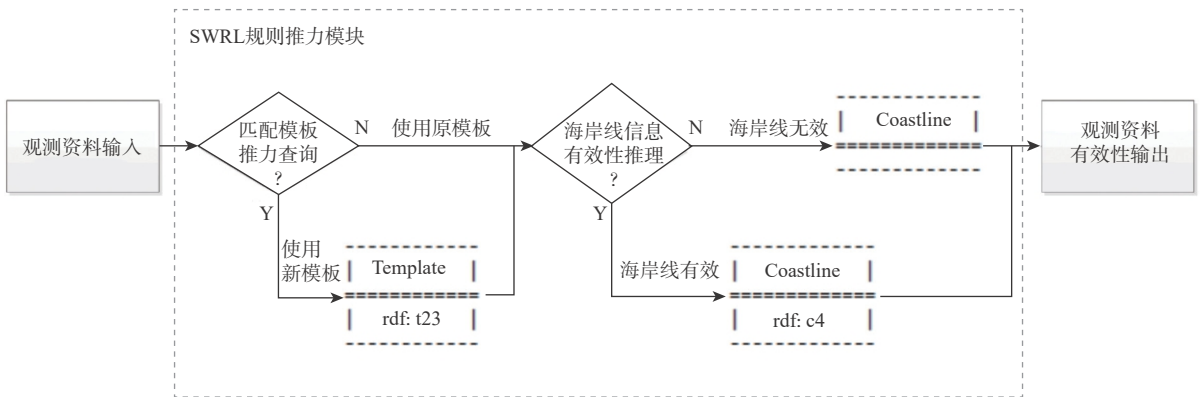 SWRL规则推力模块
观测资料输入
匹配模板
推力查询
?
N
使用原模板
Y
使用
新模板
Template
rdf: t23
海岸线信息
有效性推理
?
N
海岸线无效
Coastline
Y
海岸线有效
Coastline
rdf: c4
观测资料
有效性输出